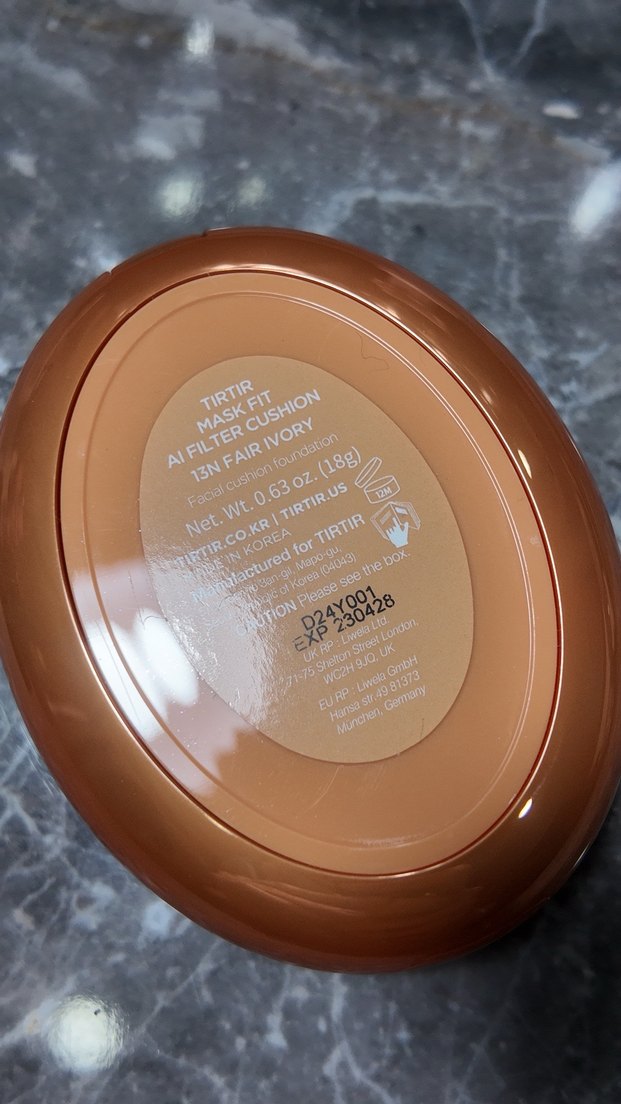 TIRTIR
MASK FIT
AI FILTER CUSHION
13N FAIR IVORY
Facial cushion foundation
Net. Wt. 0.63 oz. (18g)
12M
TIRTIR.CO.KR | TIRTIR.US
IN KOREA
Manufactured for TIRTIR
an-gil, Mapo-gu,
of Korea (04043)
CAUTION Please see the box.
D24Y001
EXP 230428
UK RP : Liwela Ltd.
71-75 Shelton Street London,
WC2H 9JQ. UK
EU RP : Liwela GmbH
Hansa str.49 81373
München, Germany